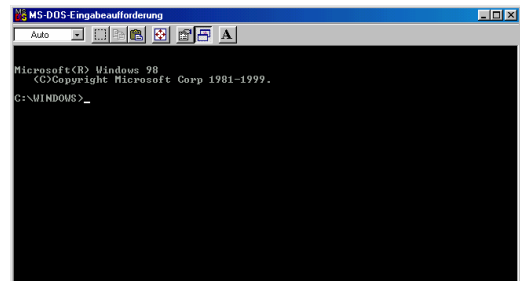 MS-DOS-Eingabeaufforderung
Auto
A
Microsoft(R) Windows 98
(C)Copyright Microsoft Corp 1981-1999.
C:\WINDOWS>_